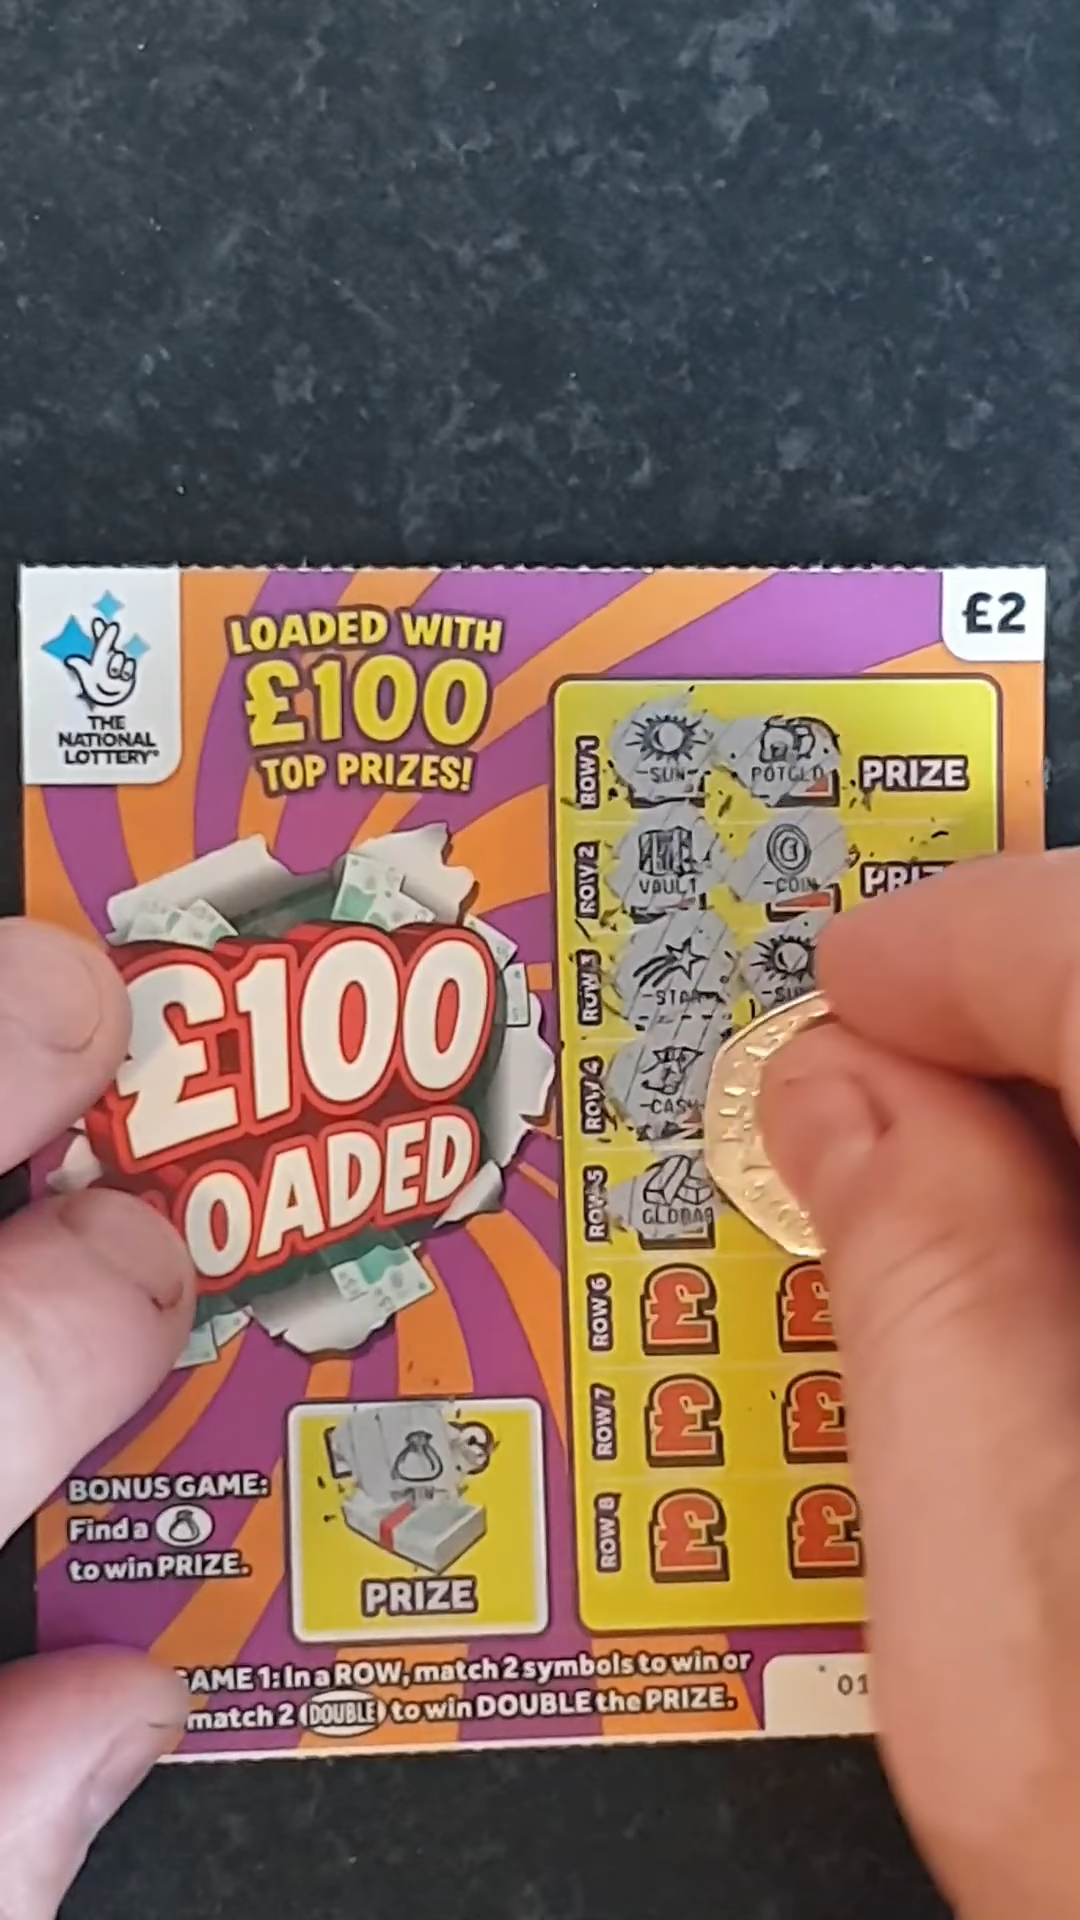 THE
NATIONAL
LOTTERY®
LOADED WITH
£100
TOP PRIZES!
£2
£100
LOADED
ROW 1
SUN
POTGLD
PRIZE
ROW 2
VAULT
COIN
ROW 3
STAR
ROW 4
CASH
ROW 5
GLDBAR
ROW 6
£ £
ROW 7
£ £
ROW 8
£ £
BONUS GAME:
Find a
to win PRIZE.
PRIZE
GAME 1: In a ROW, match 2 symbols to win or
match 2 DOUBLE to win DOUBLE the PRIZE.
01